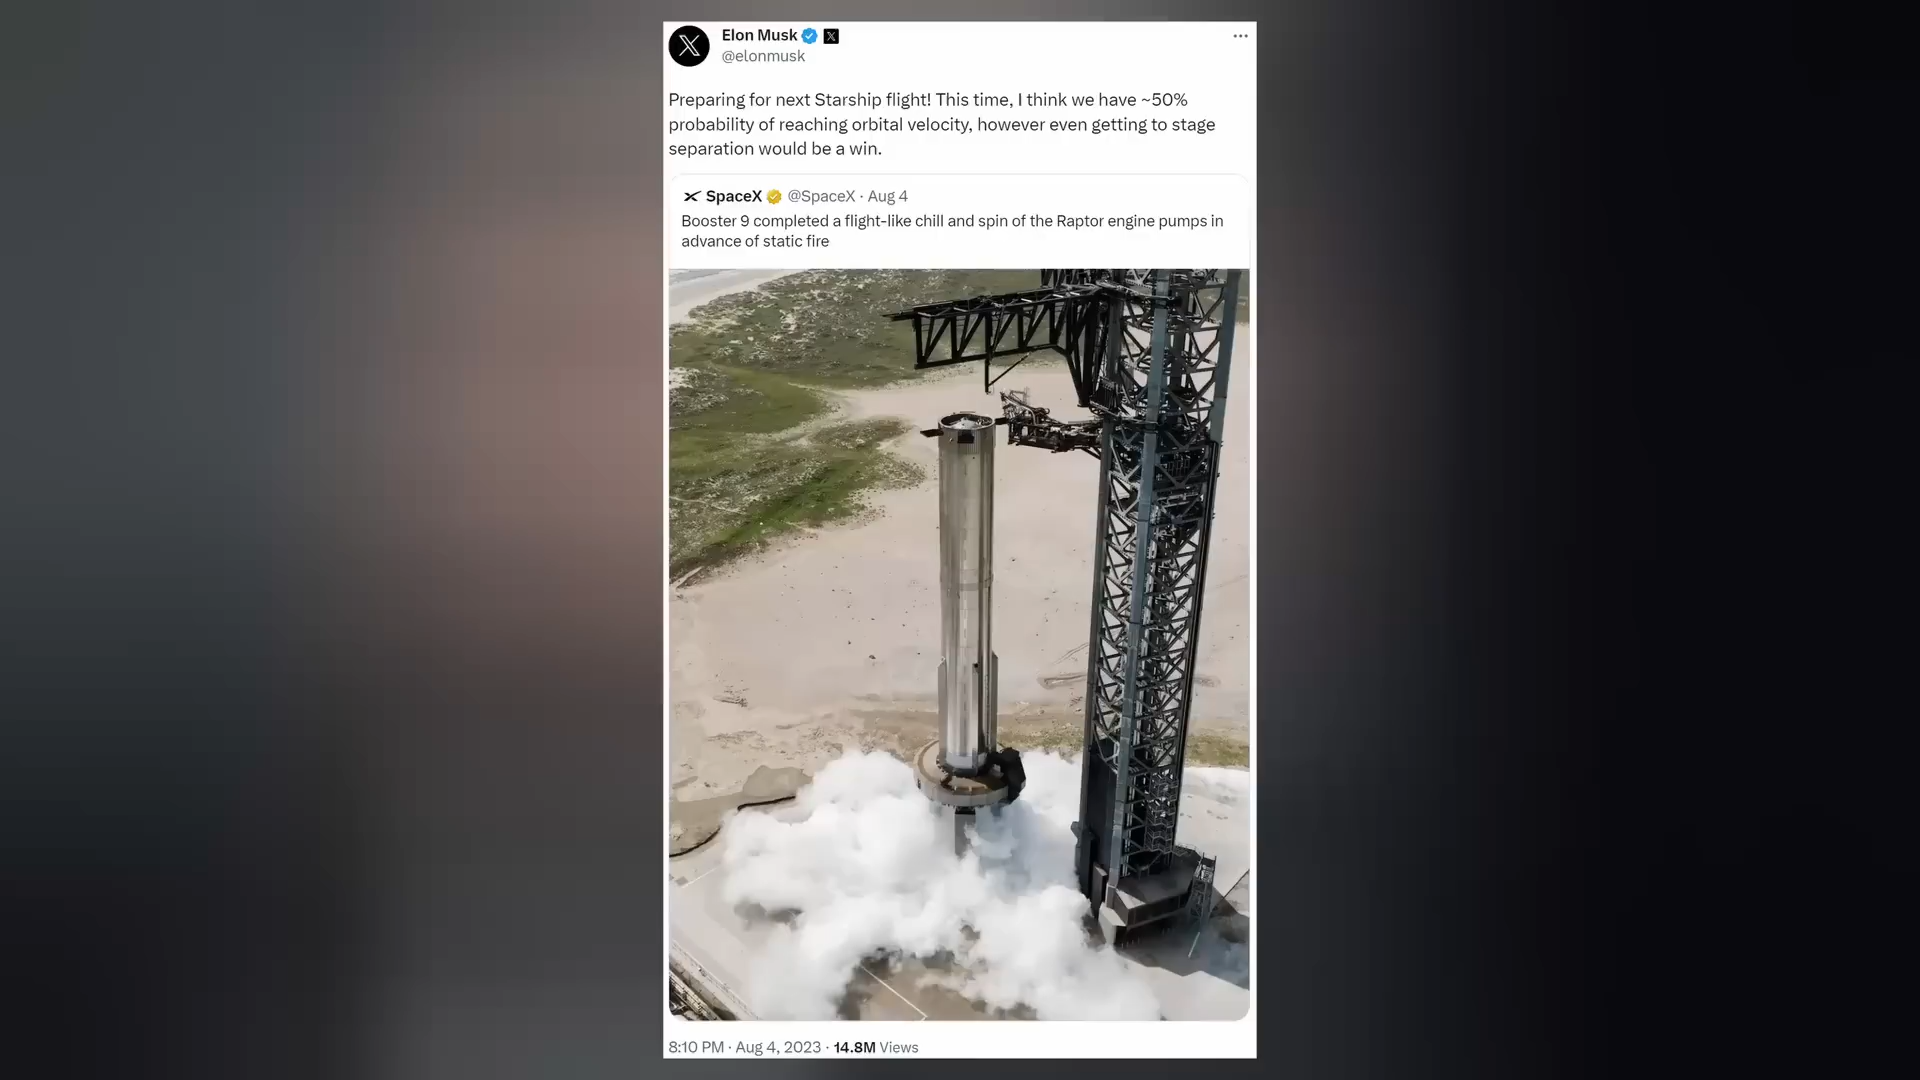 Elon Musk
@elonmusk
Preparing for next Starship flight! This time, I think we have ~50%
probability of reaching orbital velocity, however even getting to stage
separation would be a win.
SpaceX @SpaceX · Aug 4
Booster 9 completed a flight-like chill and spin of the Raptor engine pumps in
advance of static fire
8:10 PM · Aug 4, 2023 · 14.8M Views